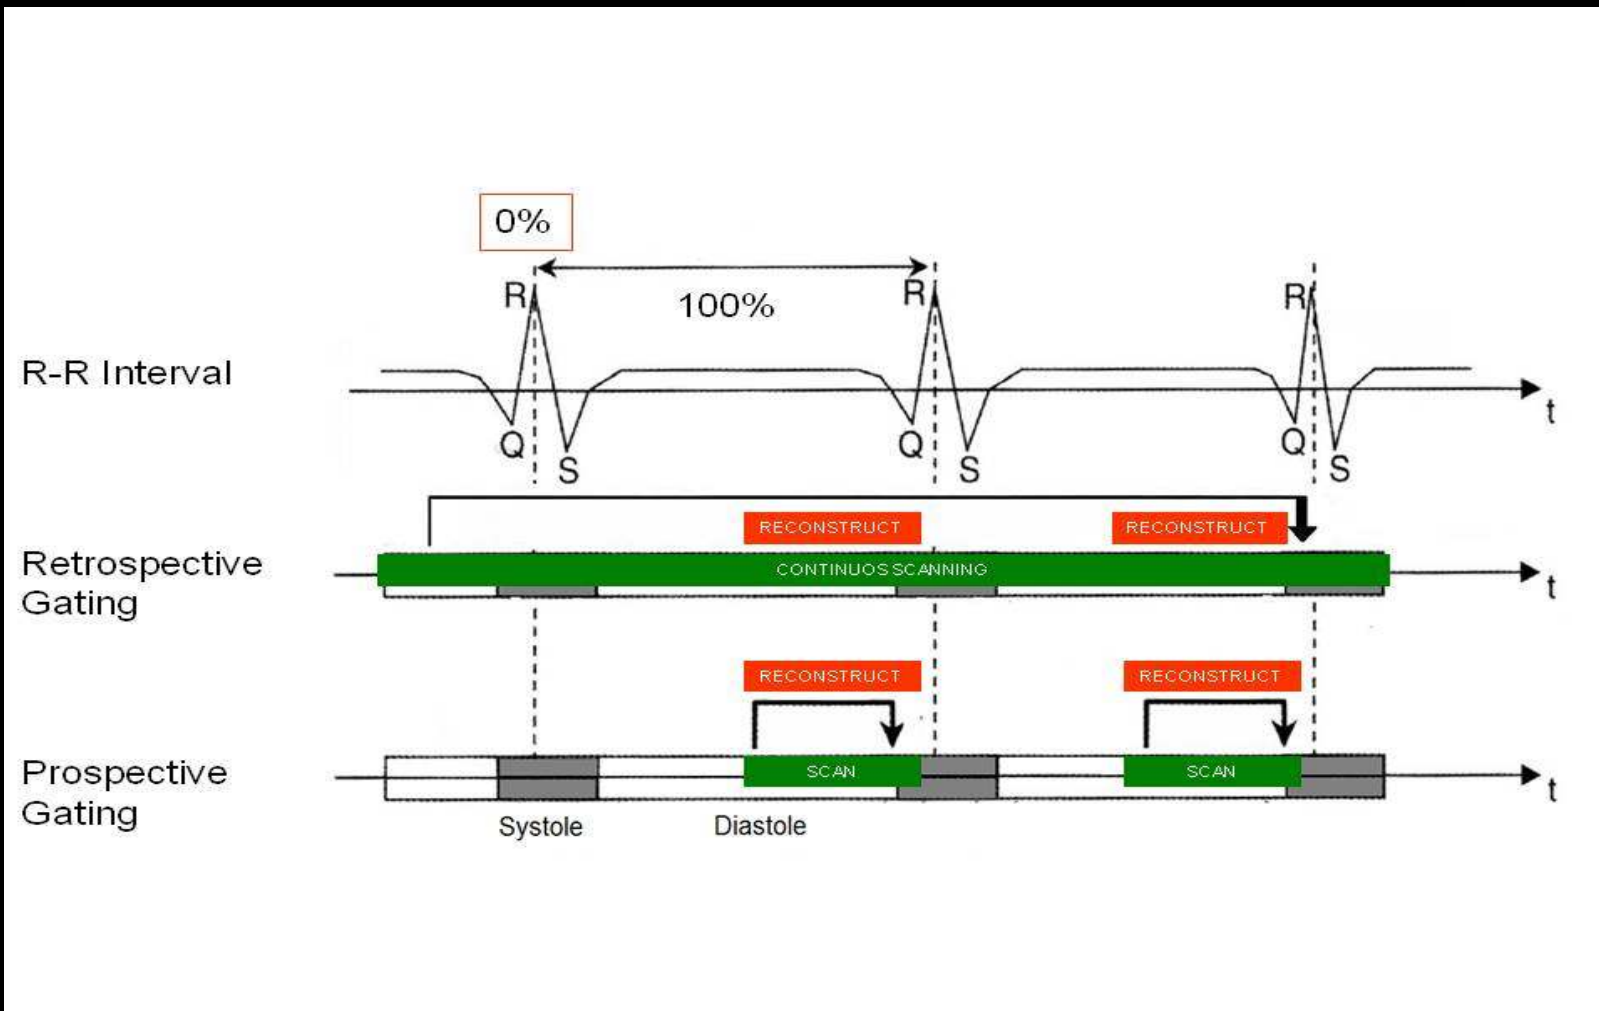 0%
R
R
R
100%
R-R Interval
t
Q
Q
Q
S
S
S
RECONSTRUCT
RECONSTRUCT
Retrospective
Gating
CONTINUOS SCANNING
t
RECONSTRUCT
RECONSTRUCT
Prospective
Gating
SCAN
SCAN
t
Systole
Diastole